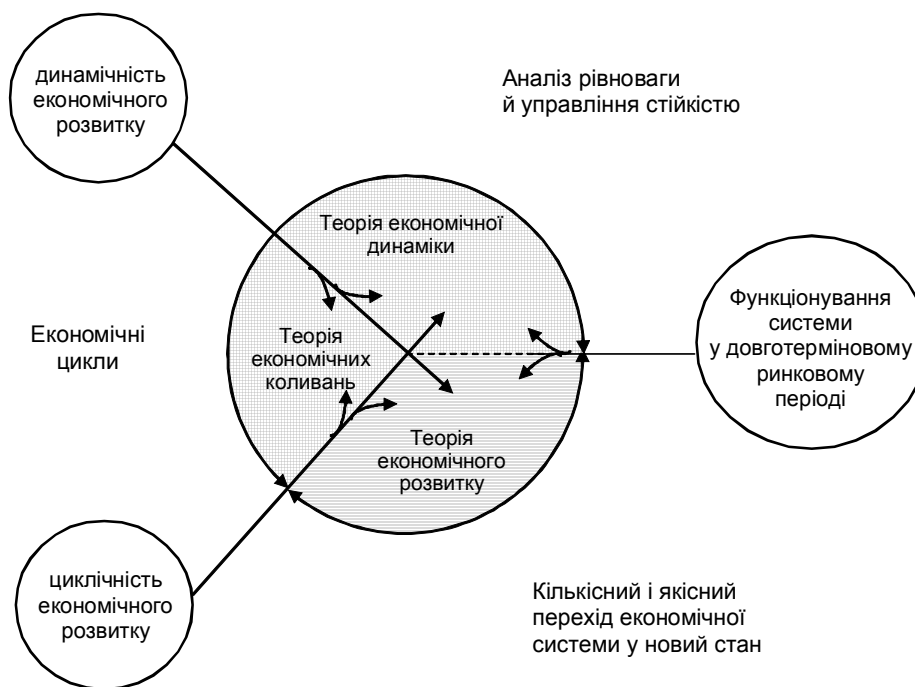 динамічність
економічного
розвитку
Аналіз рівноваги
й управління стійкістю
Теорія економічної
динаміки
Економічні
цикли
Теорія
економічних
коливань
Функціонування
системи
у довготерміновому
ринковому
періоді
Теорія
економічного
розвитку
циклічність
економічного
розвитку
Кількісний і якісний
перехід економічної
системи у новий стан